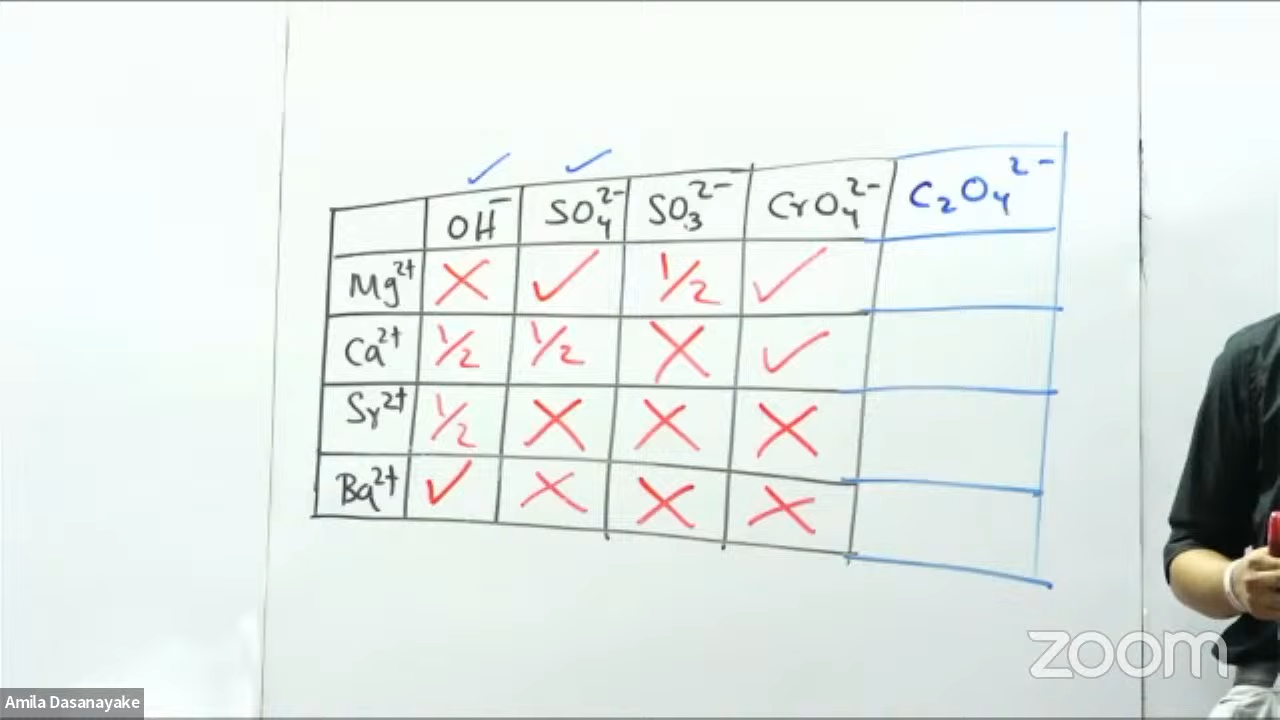 ✓ ✓
OH⁻ SO₄²⁻ SO₃²⁻ CrO₄²⁻ C₂O₄²⁻
Mg²⁺ ✗ ✓ 1/2 ✓
Ca²⁺ 1/2 1/2 ✗ ✓
Sr²⁺ 1/2 ✗ ✗ ✗
Ba²⁺ ✓ ✗ ✗ ✗
zoom
Amila Dasanayake